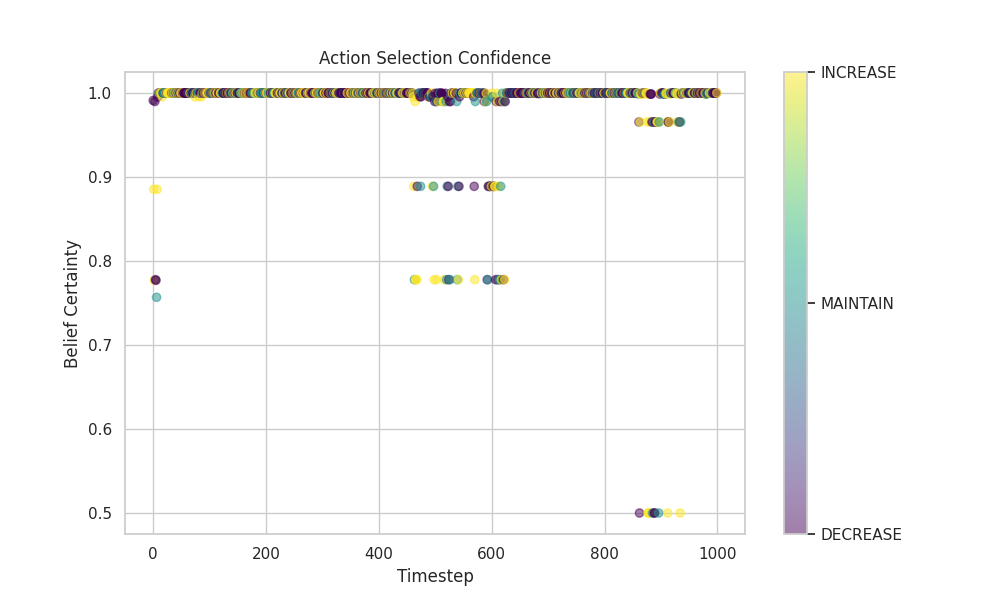 Action Selection Confidence
Belief Certainty
1.0
0.9
0.8
0.7
0.6
0.5
0
200
400
600
800
1000
Timestep
INCREASE
MAINTAIN
DECREASE